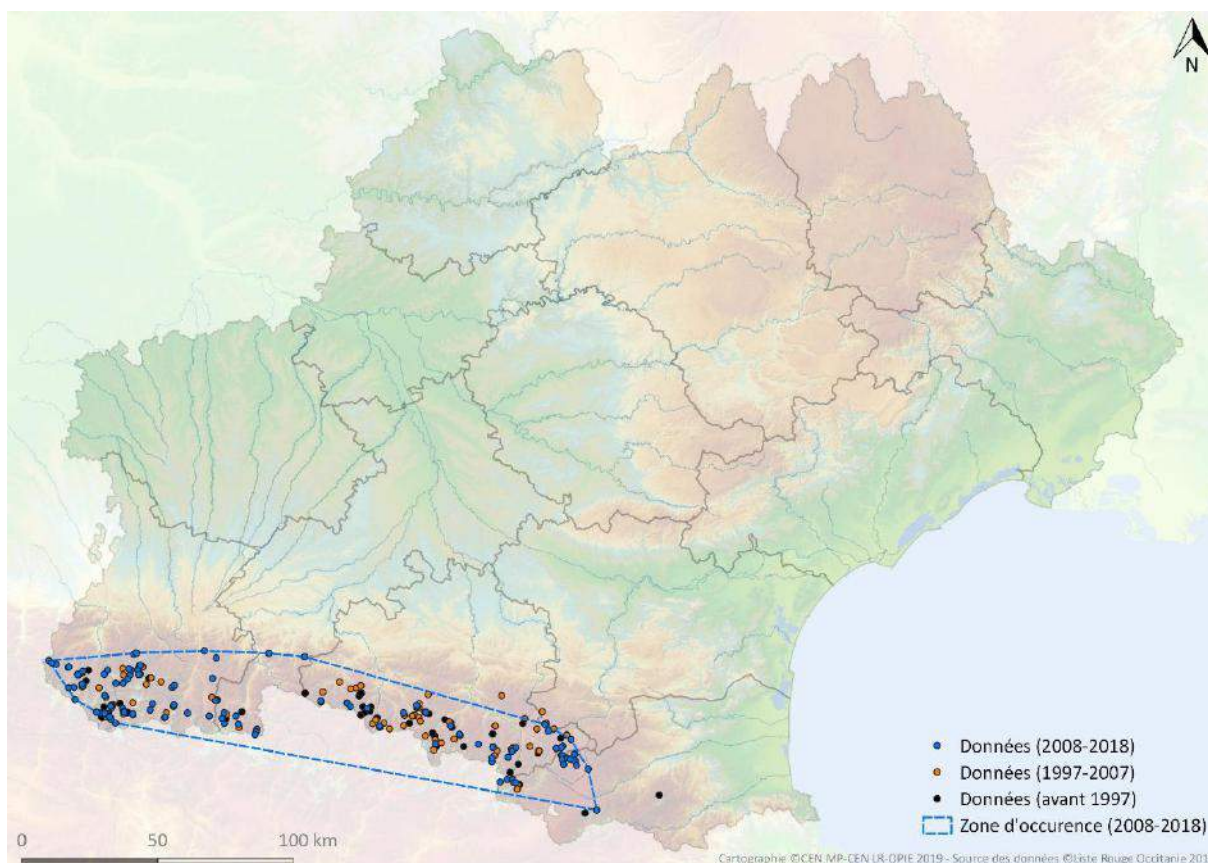 N
Données (2008-2018)
Données (1997-2007)
Données (avant 1997)
Zone d'occurence (2008-2018)
0 50 100 km
Cartographie ©CEN MP-CEN LR-OPIE 2019 - Source des données ©Liste Rouge Occitanie 201